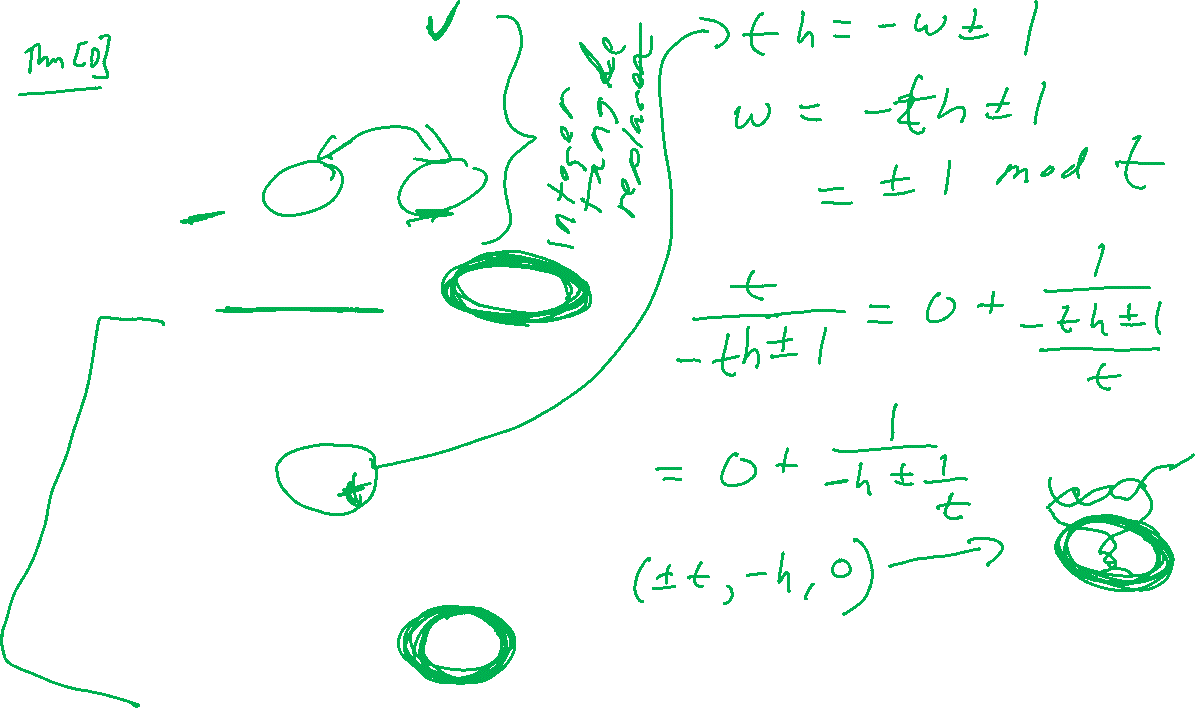 Thm [0]
integer
tangle
replacement
th = -w ± 1
w = -th ± 1
= ± 1 mod t
t / (-th ± 1) = 0 + 1 / ((-th ± 1) / t)
t
= 0 + 1 / (-h ± 1/t)
(±t, -h, 0) →